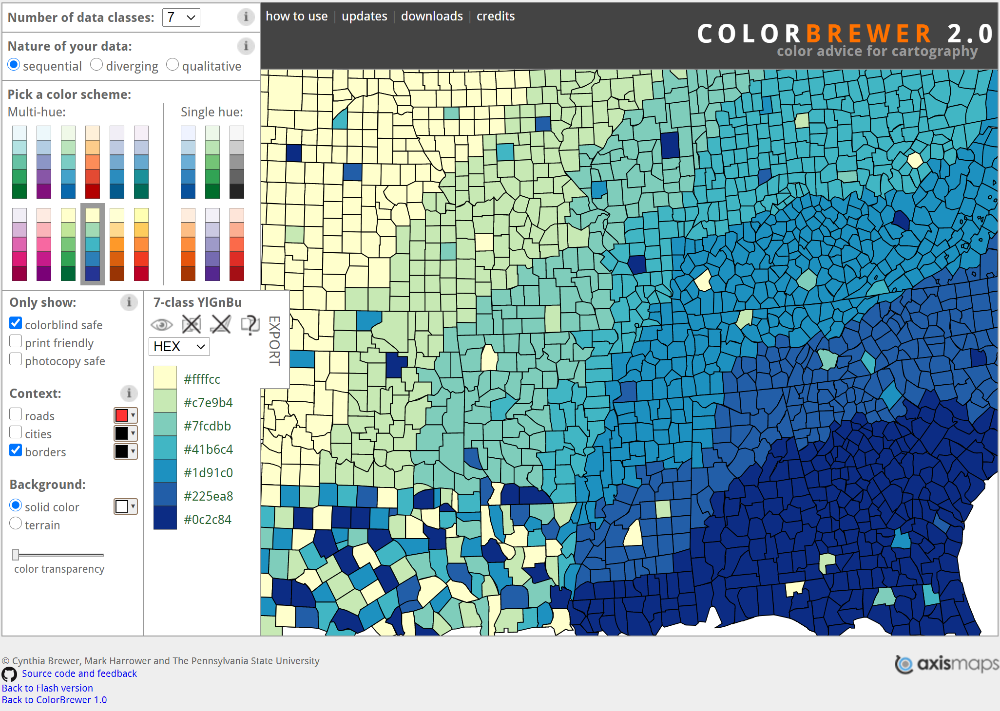 Number of data classes: 7 i
how to use | updates | downloads | credits
COLORBREWER 2.0
color advice for cartography
Nature of your data: i
sequential diverging qualitative
Pick a color scheme:
Multi-hue: Single hue:
Only show: i
colorblind safe
print friendly
photocopy safe
Context: i
roads
cities
borders
Background:
solid color
terrain
color transparency
7-class YlGnBu
?
HEX
EXPORT
#ffffcc
#c7e9b4
#7fcdbb
#41b6c4
#1d91c0
#225ea8
#0c2c84
© Cynthia Brewer, Mark Harrower and The Pennsylvania State University
Source code and feedback
Back to Flash version
Back to ColorBrewer 1.0
axismaps